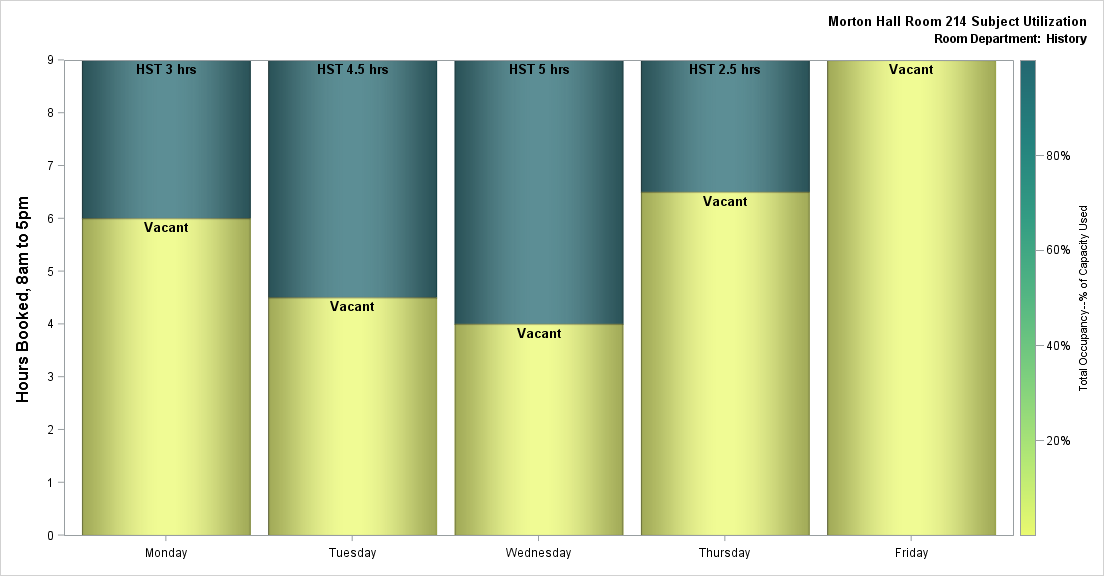 Morton Hall Room 214 Subject Utilization
Room Department: History
Hours Booked, 8am to 5pm
9
8
7
6
5
4
3
2
1
0
HST 3 hrs
Vacant
HST 4.5 hrs
Vacant
HST 5 hrs
Vacant
HST 2.5 hrs
Vacant
Vacant
Monday
Tuesday
Wednesday
Thursday
Friday
80%
60%
40%
20%
Total Occupancy--% of Capacity Used